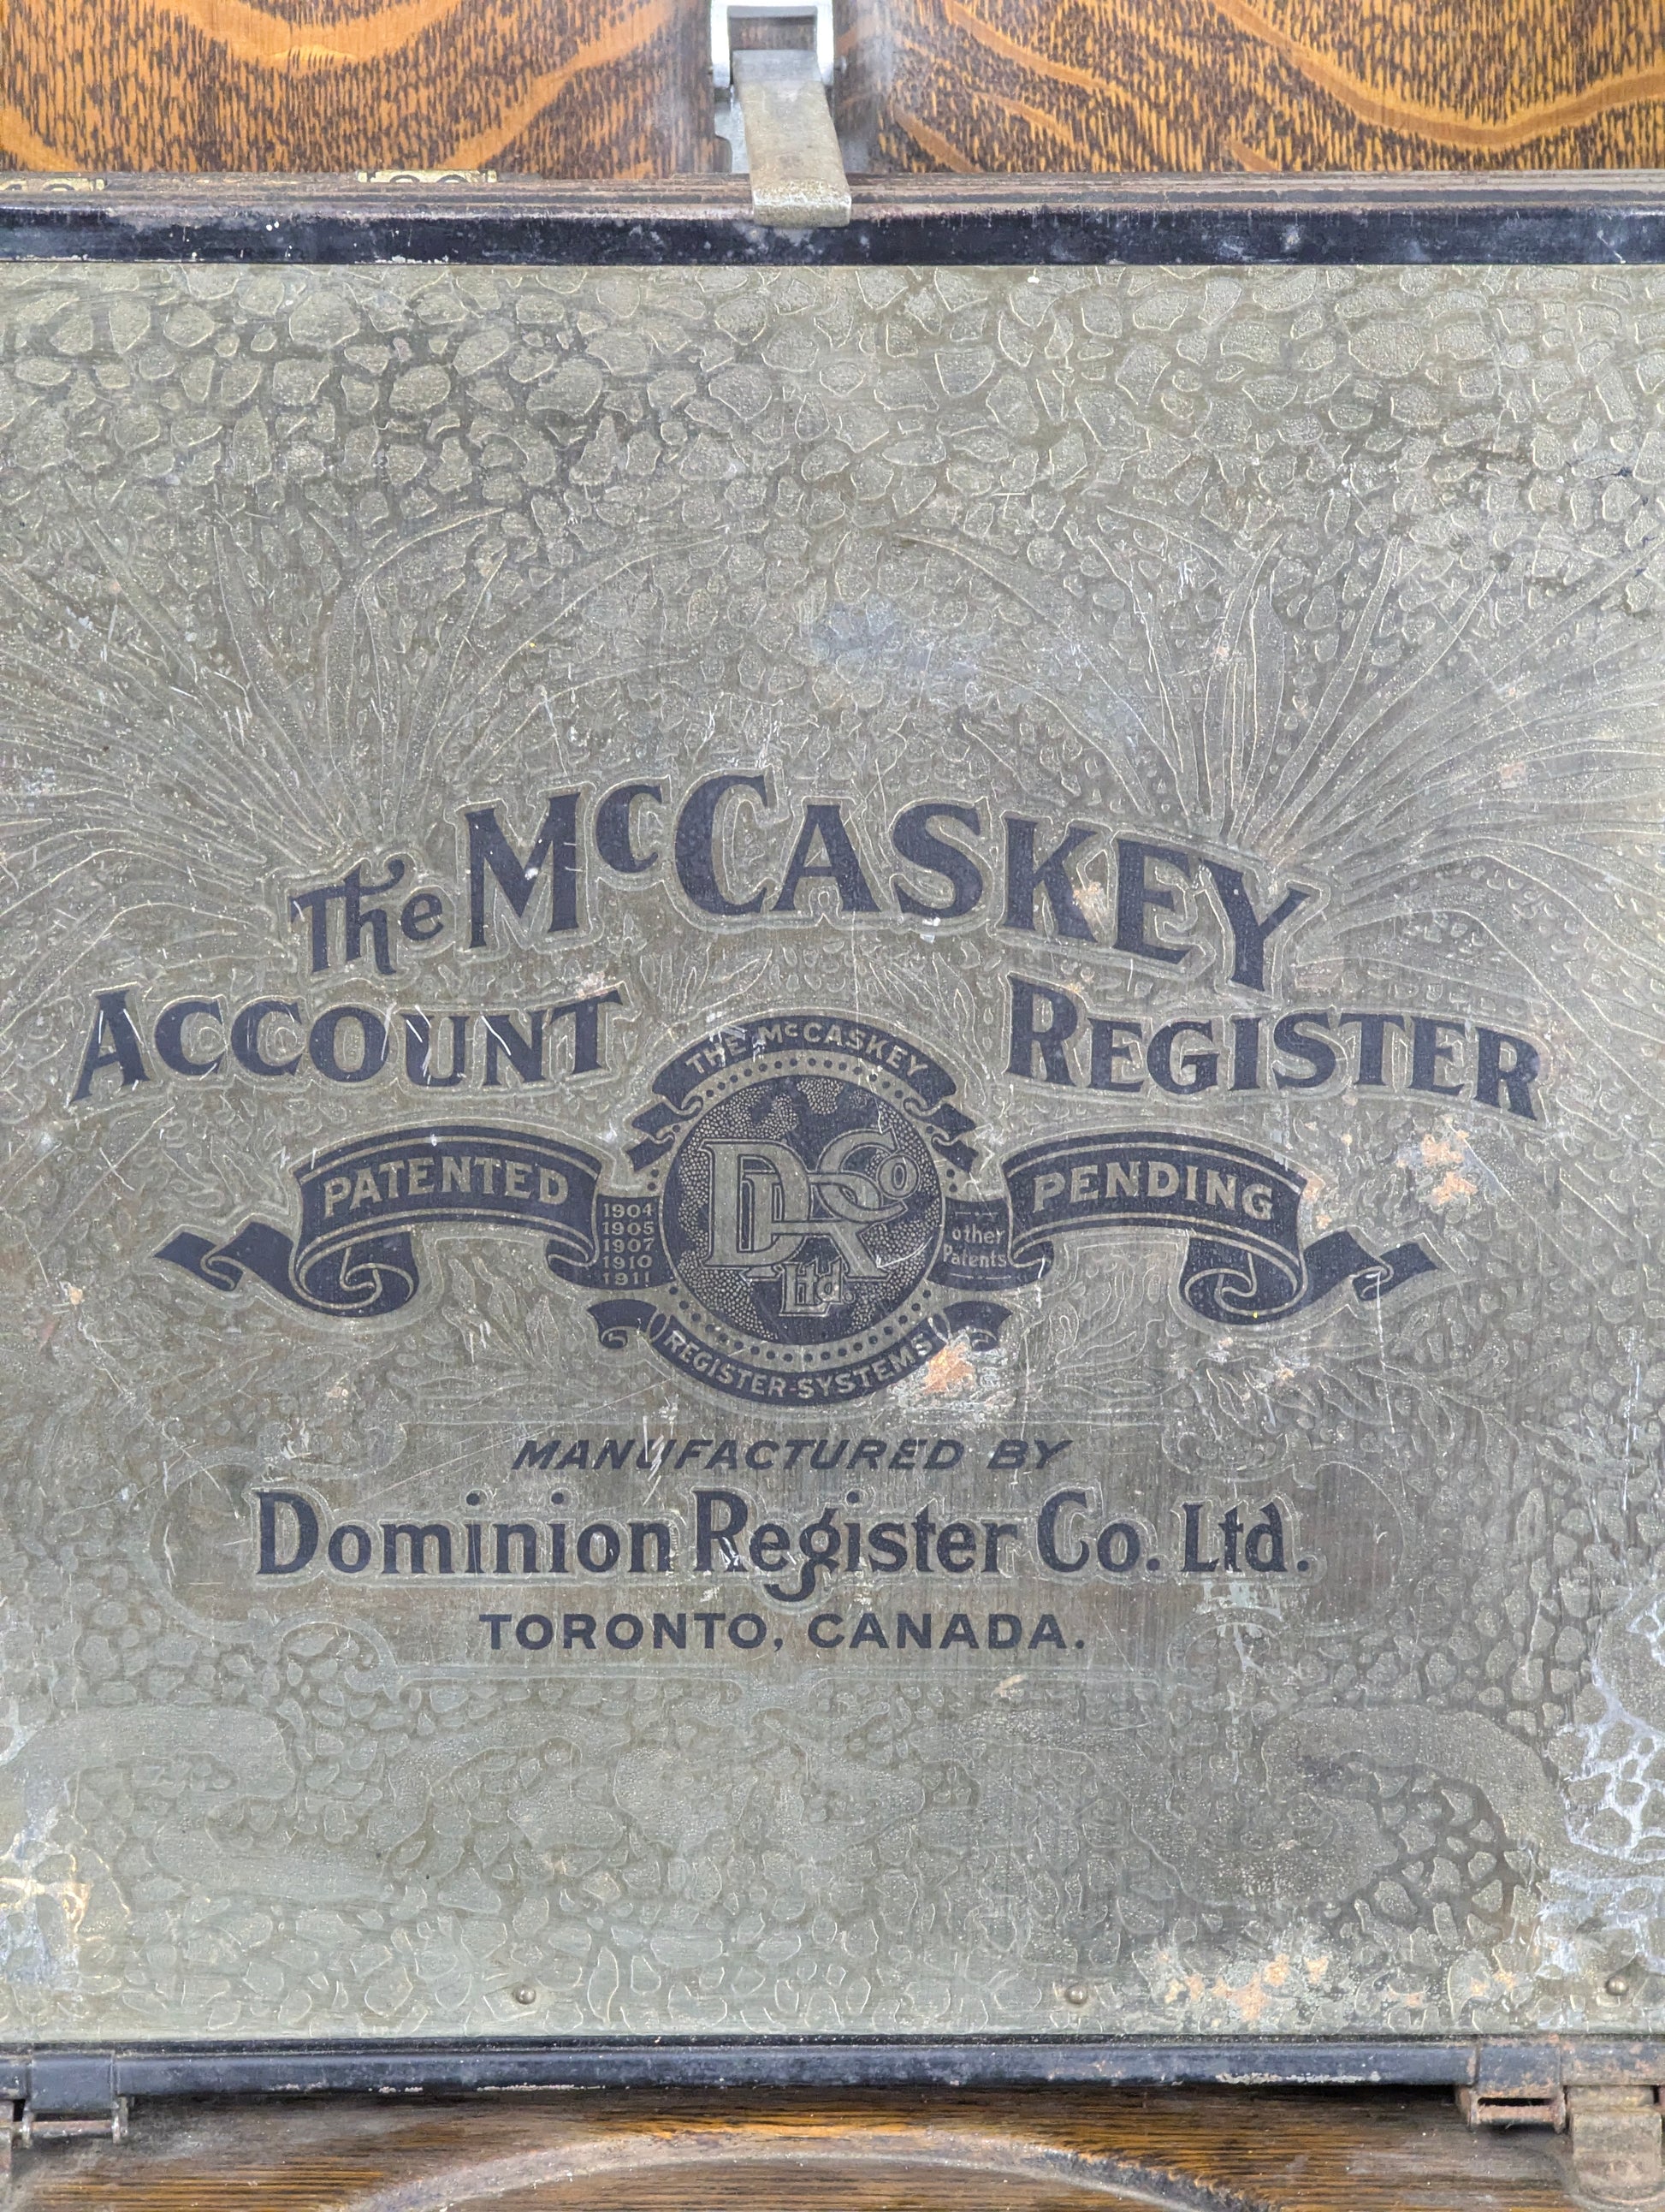 The McCASKEY
ACCOUNT REGISTER
THE McCASKEY
PATENTED
PENDING
1904
1905
1907
1910
1911
other
Patents
DRCo
Ltd.
REGISTER-SYSTEMS
MANUFACTURED BY
Dominion Register Co. Ltd.
TORONTO, CANADA.